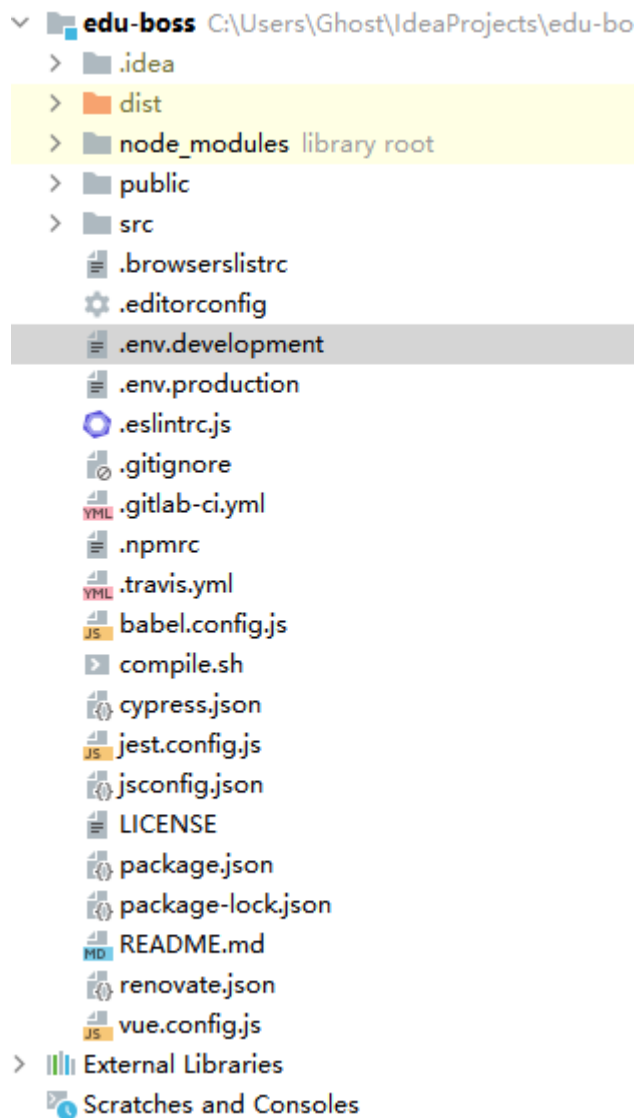 edu-boss C:\Users\Ghost\IdeaProjects\edu-bo
.idea
dist
node_modules library root
public
src
.browserslistrc
.editorconfig
.env.development
.env.production
.eslintrc.js
.gitignore
YML .gitlab-ci.yml
.npmrc
YML .travis.yml
JS babel.config.js
compile.sh
cypress.json
JS jest.config.js
jsconfig.json
LICENSE
package.json
package-lock.json
MD README.md
renovate.json
JS vue.config.js
External Libraries
Scratches and Consoles